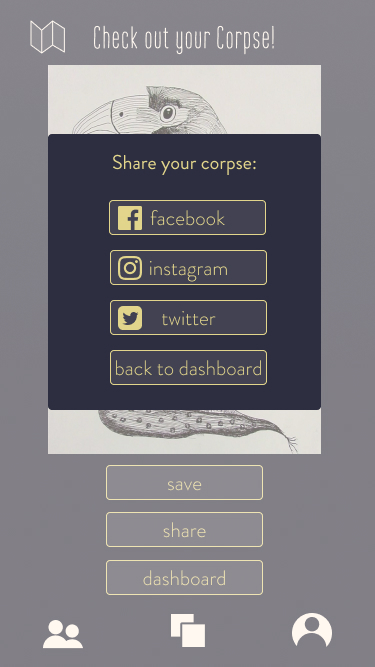 Check out your Corpse!
Share your corpse:
facebook
instagram
twitter
back to dashboard
save
share
dashboard